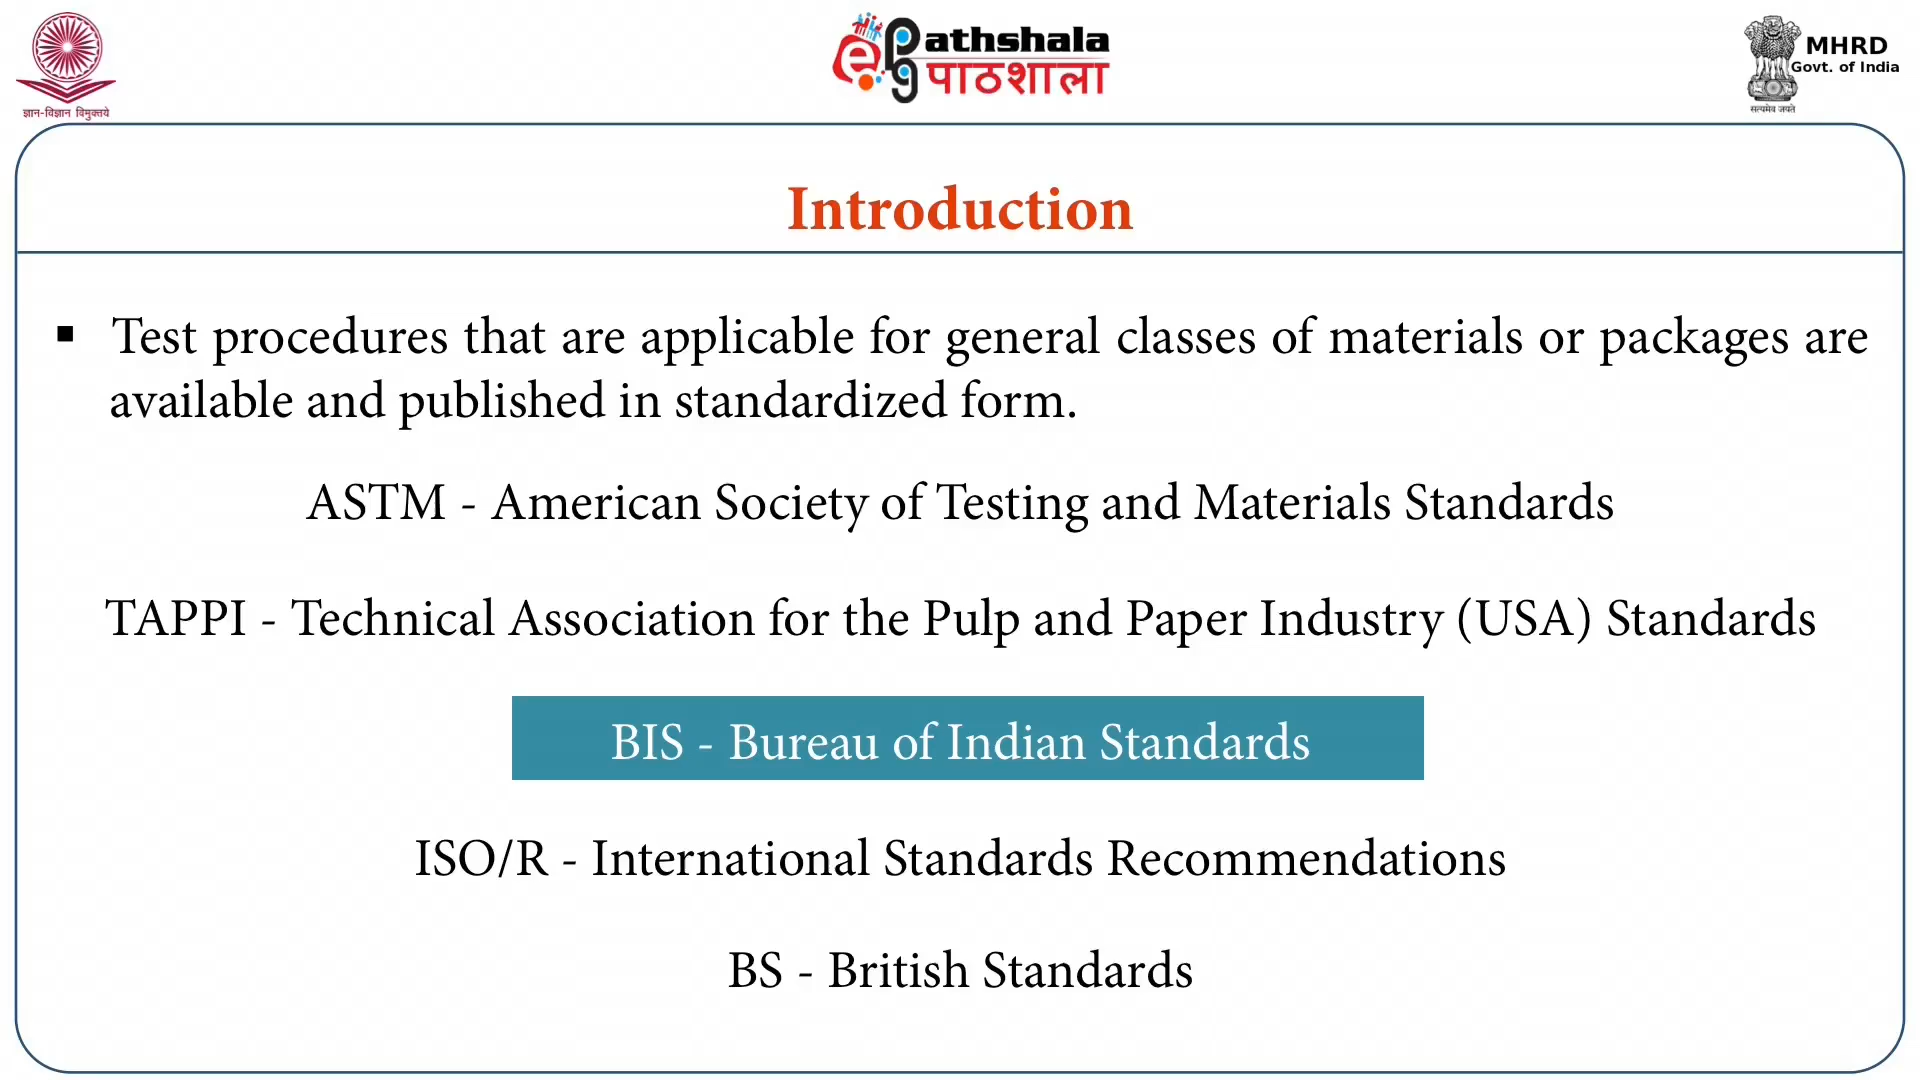 ज्ञान-विज्ञान विमुक्तये
e PG Pathshala
पाठशाला
MHRD
Govt. of India
सत्यमेव जयते
Introduction
▪ Test procedures that are applicable for general classes of materials or packages are
available and published in standardized form.
ASTM - American Society of Testing and Materials Standards
TAPPI - Technical Association for the Pulp and Paper Industry (USA) Standards
BIS - Bureau of Indian Standards
ISO/R - International Standards Recommendations
BS - British Standards